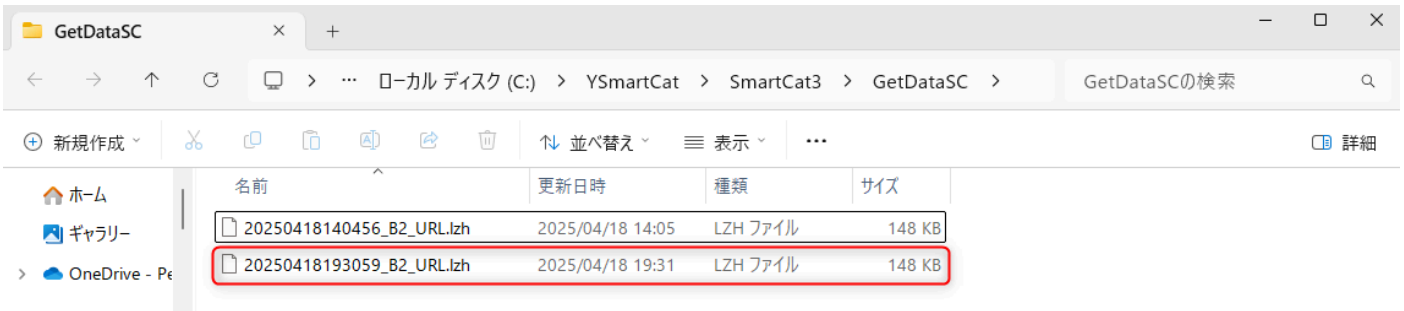 GetDataSC
ローカル ディスク (C:) > YSmartCat > SmartCat3 > GetDataSC >
GetDataSCの検索
新規作成
並べ替え
表示
詳細
ホーム
ギャラリー
OneDrive - Pe
名前 更新日時 種類 サイズ
20250418140456_B2_URL.lzh 2025/04/18 14:05 LZH ファイル 148 KB
20250418193059_B2_URL.lzh 2025/04/18 19:31 LZH ファイル 148 KB